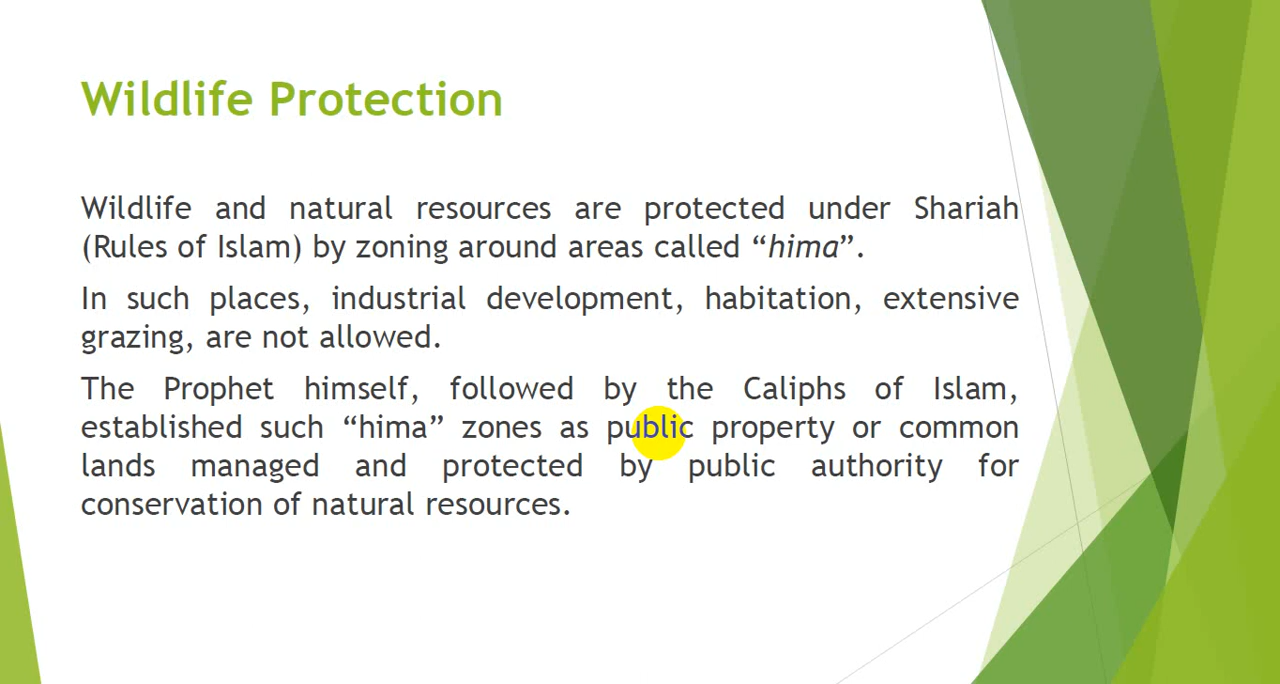 Wildlife Protection
Wildlife and natural resources are protected under Shariah
(Rules of Islam) by zoning around areas called “hima”.
In such places, industrial development, habitation, extensive
grazing, are not allowed.
The Prophet himself, followed by the Caliphs of Islam,
established such “hima” zones as public property or common
lands managed and protected by public authority for
conservation of natural resources.